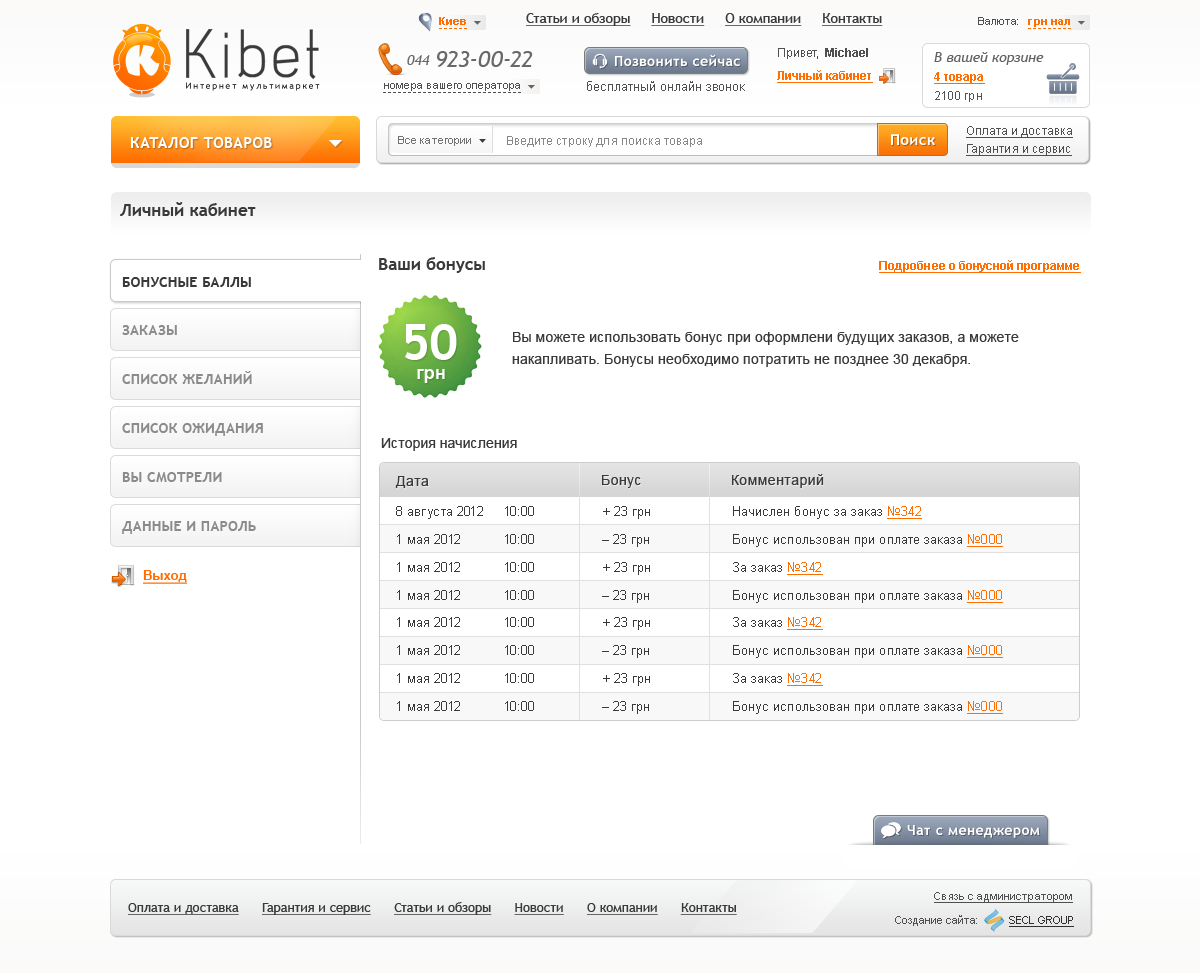 Киев
Статьи и обзоры Новости О компании Контакты
Валюта: грн нал
Kibet
Интернет мультимаркет
044 923-00-22
номера вашего оператора
Позвонить сейчас
бесплатный онлайн звонок
Привет, Michael
Личный кабинет
В вашей корзине
4 товара
2100 грн
КАТАЛОГ ТОВАРОВ
Все категории Введите строку для поиска товара Поиск
Оплата и доставка
Гарантия и сервис
Личный кабинет
БОНУСНЫЕ БАЛЛЫ
ЗАКАЗЫ
СПИСОК ЖЕЛАНИЙ
СПИСОК ОЖИДАНИЯ
ВЫ СМОТРЕЛИ
ДАННЫЕ И ПАРОЛЬ
Выход
Ваши бонусы
Подробнее о бонусной программе
50
грн
Вы можете использовать бонус при оформлени будущих заказов, а можете
накапливать. Бонусы необходимо потратить не позднее 30 декабря.
История начисления
Дата Бонус Комментарий
8 августа 2012 10:00 + 23 грн Начислен бонус за заказ №342
1 мая 2012 10:00 – 23 грн Бонус использован при оплате заказа №000
1 мая 2012 10:00 + 23 грн За заказ №342
1 мая 2012 10:00 – 23 грн Бонус использован при оплате заказа №000
1 мая 2012 10:00 + 23 грн За заказ №342
1 мая 2012 10:00 – 23 грн Бонус использован при оплате заказа №000
1 мая 2012 10:00 + 23 грн За заказ №342
1 мая 2012 10:00 – 23 грн Бонус использован при оплате заказа №000
Чат с менеджером
Оплата и доставка Гарантия и сервис Статьи и обзоры Новости О компании Контакты
Связь с администратором
Создание сайта: SECL GROUP